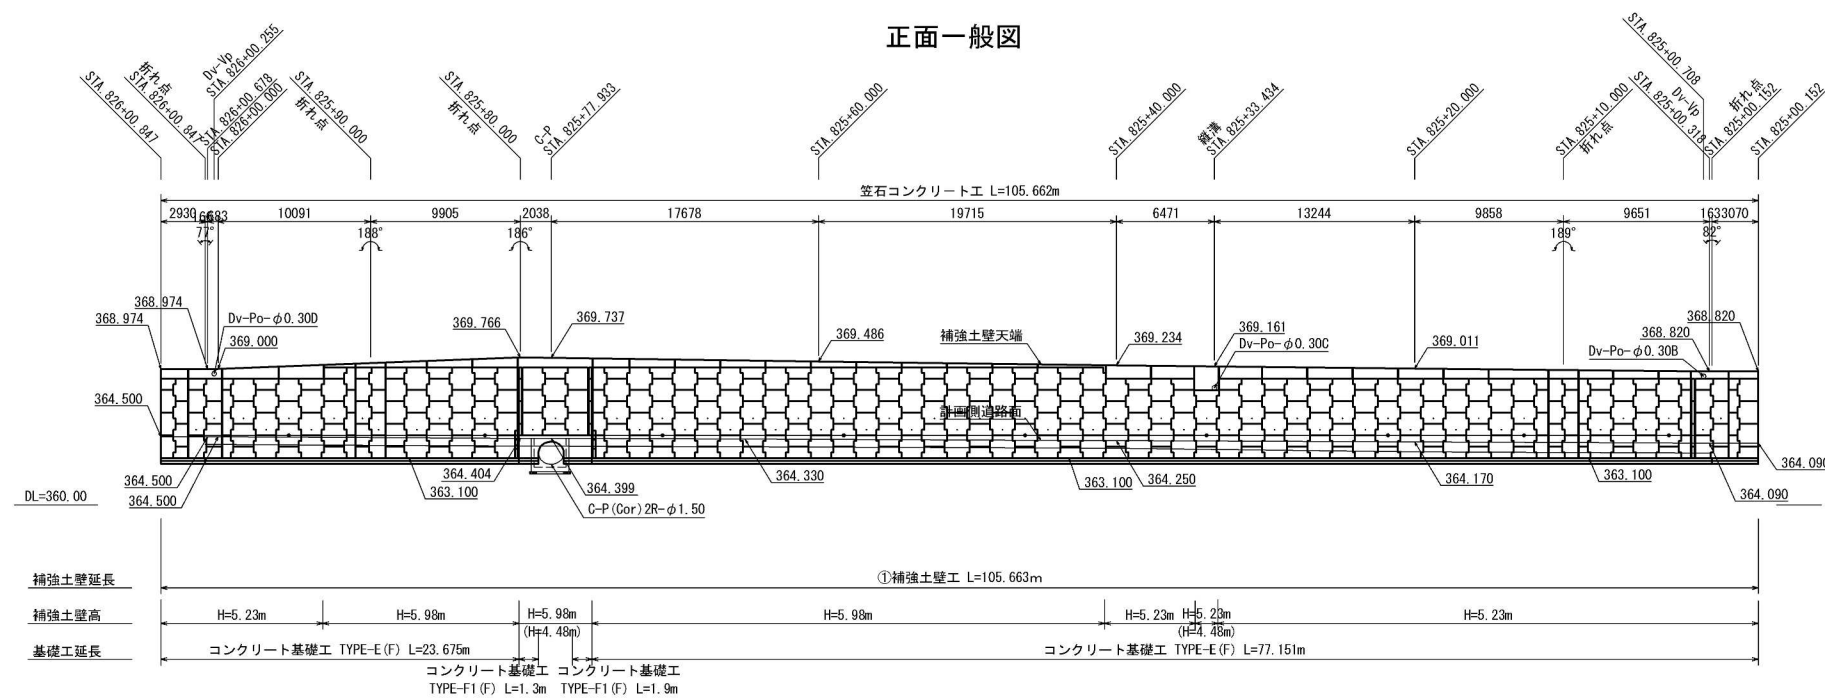 正面一般図
STA.826+00.847
折れ点
STA.826+00.847
Dv-Vp
STA.826+00.255
STA.826+00.678
STA.826+00.000
STA.825+90.000
折れ点
STA.825+80.000
折れ点
C-P
STA.825+77.933
STA.825+60.000
STA.825+40.000
縦溝
STA.825+33.434
STA.825+20.000
STA.825+10.000
折れ点
STA.825+00.708
Dv-Vp
STA.825+00.318
折れ点
STA.825+00.152
STA.825+00.152
笠石コンクリート工 L=105.662m
2930 166 683 10091 9905 2038 17678 19715 6471 13244 9858 9651 163 3070
77° 188° 186° 189° 82°
368.974
368.974
Dv-Po-φ0.30D
369.000
369.766
369.737
369.486
補強土壁天端
369.234
369.161
Dv-Po-φ0.30C
369.011
368.820
368.820
Dv-Po-φ0.30B
364.500
計画側道路面
364.500
364.500
363.100
364.404
364.399
C-P(Cor)2R-φ1.50
364.330
363.100
364.250
364.170
363.100
364.090
364.090
DL=360.00
補強土壁延長 ①補強土壁工 L=105.663m
補強土壁高 H=5.23m H=5.98m H=5.98m H=5.98m H=5.23m H=5.23m H=5.23m
(H=4.48m) (H=4.48m)
基礎工延長 コンクリート基礎工 TYPE-E(F) L=23.675m コンクリート基礎工 TYPE-E(F) L=77.151m
コンクリート基礎工 コンクリート基礎工
TYPE-F1(F) L=1.3m TYPE-F1(F) L=1.9m